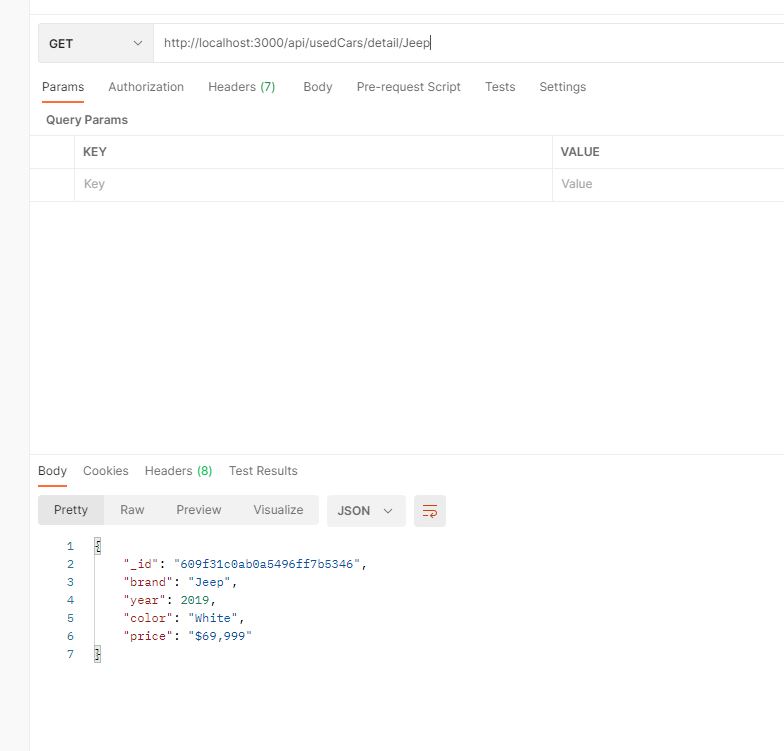 GET http://localhost:3000/api/usedCars/detail/Jeep
Params Authorization Headers (7) Body Pre-request Script Tests Settings
Query Params
KEY VALUE
Key Value
Body Cookies Headers (8) Test Results
Pretty Raw Preview Visualize JSON
1 {
2 "_id": "609f31c0ab0a5496ff7b5346",
3 "brand": "Jeep",
4 "year": 2019,
5 "color": "White",
6 "price": "$69,999"
7 }